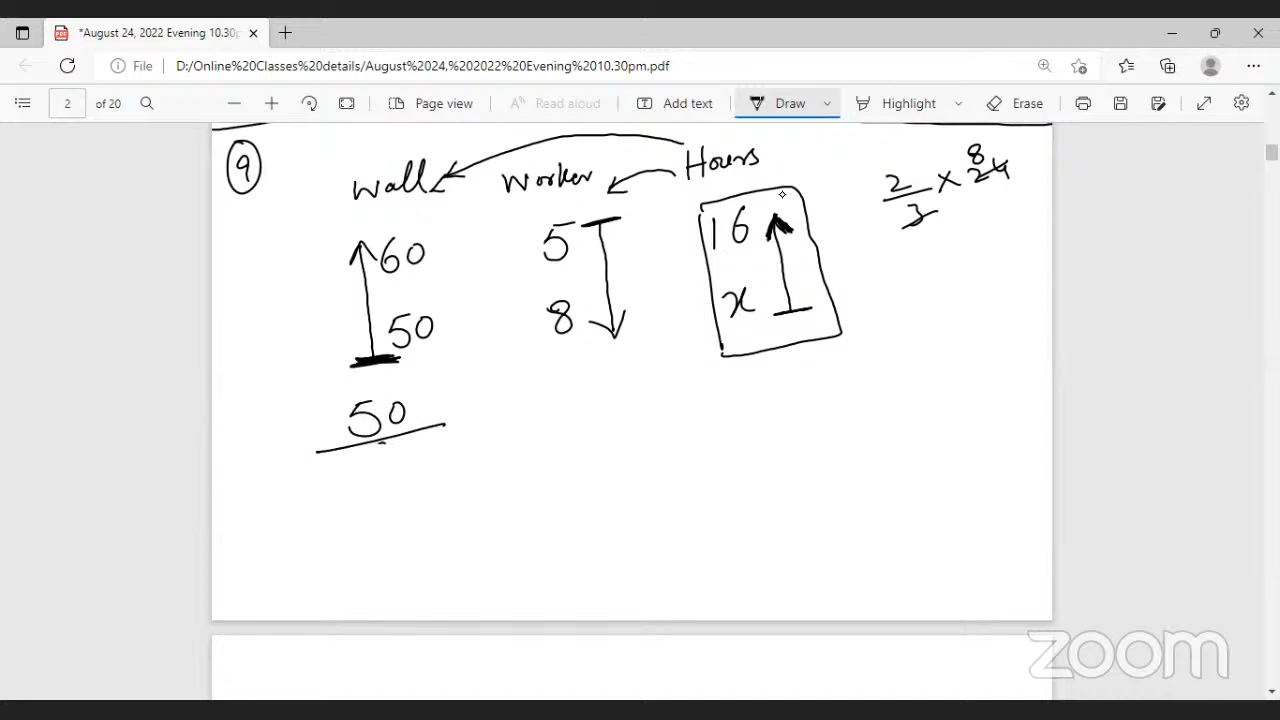 *August 24, 2022 Evening 10.30p
File D:/Online%20Classes%20details/August%2024,%202022%20Evening%2010.30pm.pdf
2 of 20 Page view Read aloud Add text Draw Highlight Erase
9 Wall Worker Hours
60 5 16
50 8 x
50
2/3 × 24
8
zoom